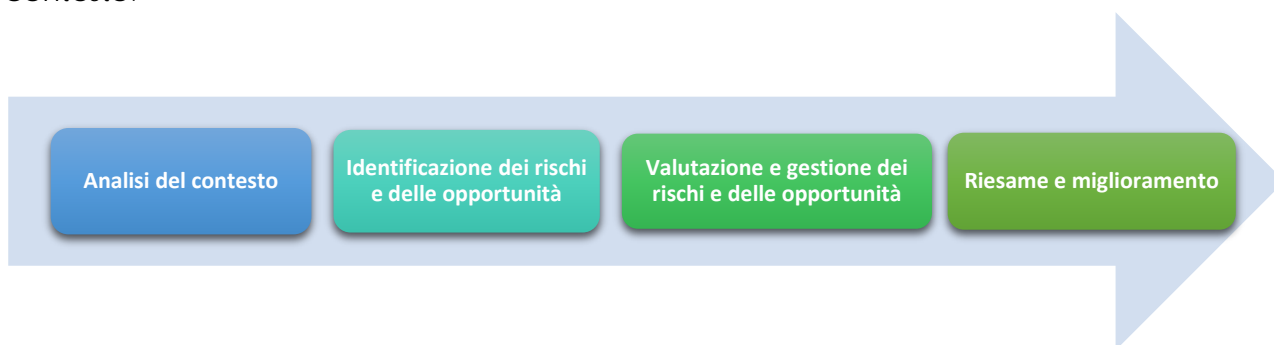 Analisi del contesto
Identificazione dei rischi
e delle opportunità
Valutazione e gestione dei
rischi e delle opportunità
Riesame e miglioramento